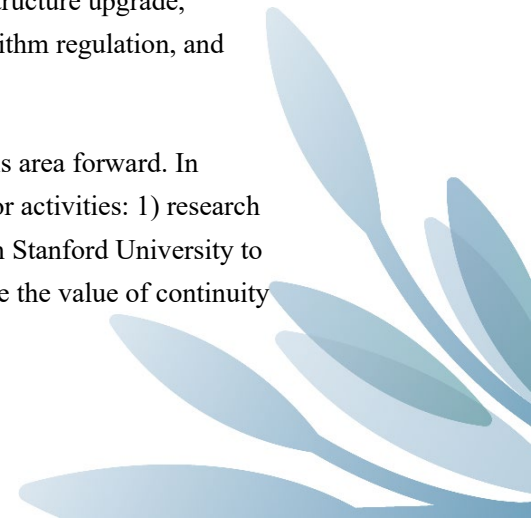 ructure upgrade,
ithm regulation, and
s area forward. In
or activities: 1) research
n Stanford University to
e the value of continuity